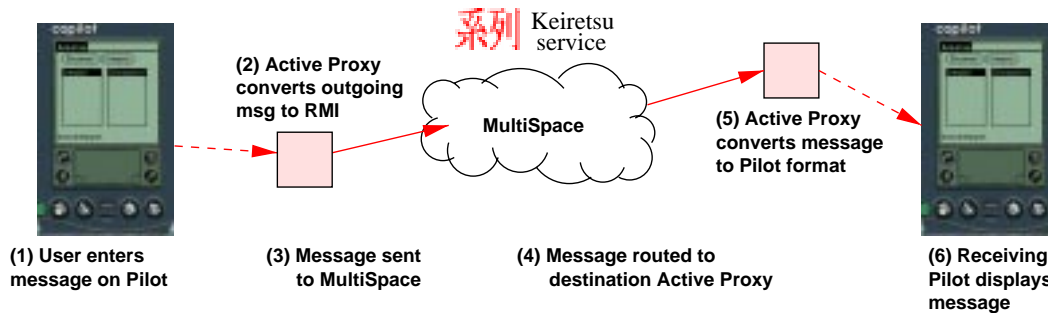 copilot
系列 Keiretsu
service
(2) Active Proxy
converts outgoing
msg to RMI
MultiSpace
(5) Active Proxy
converts message
to Pilot format
copilot
(1) User enters
message on Pilot
(3) Message sent
to MultiSpace
(4) Message routed to
destination Active Proxy
(6) Receiving
Pilot displays
message